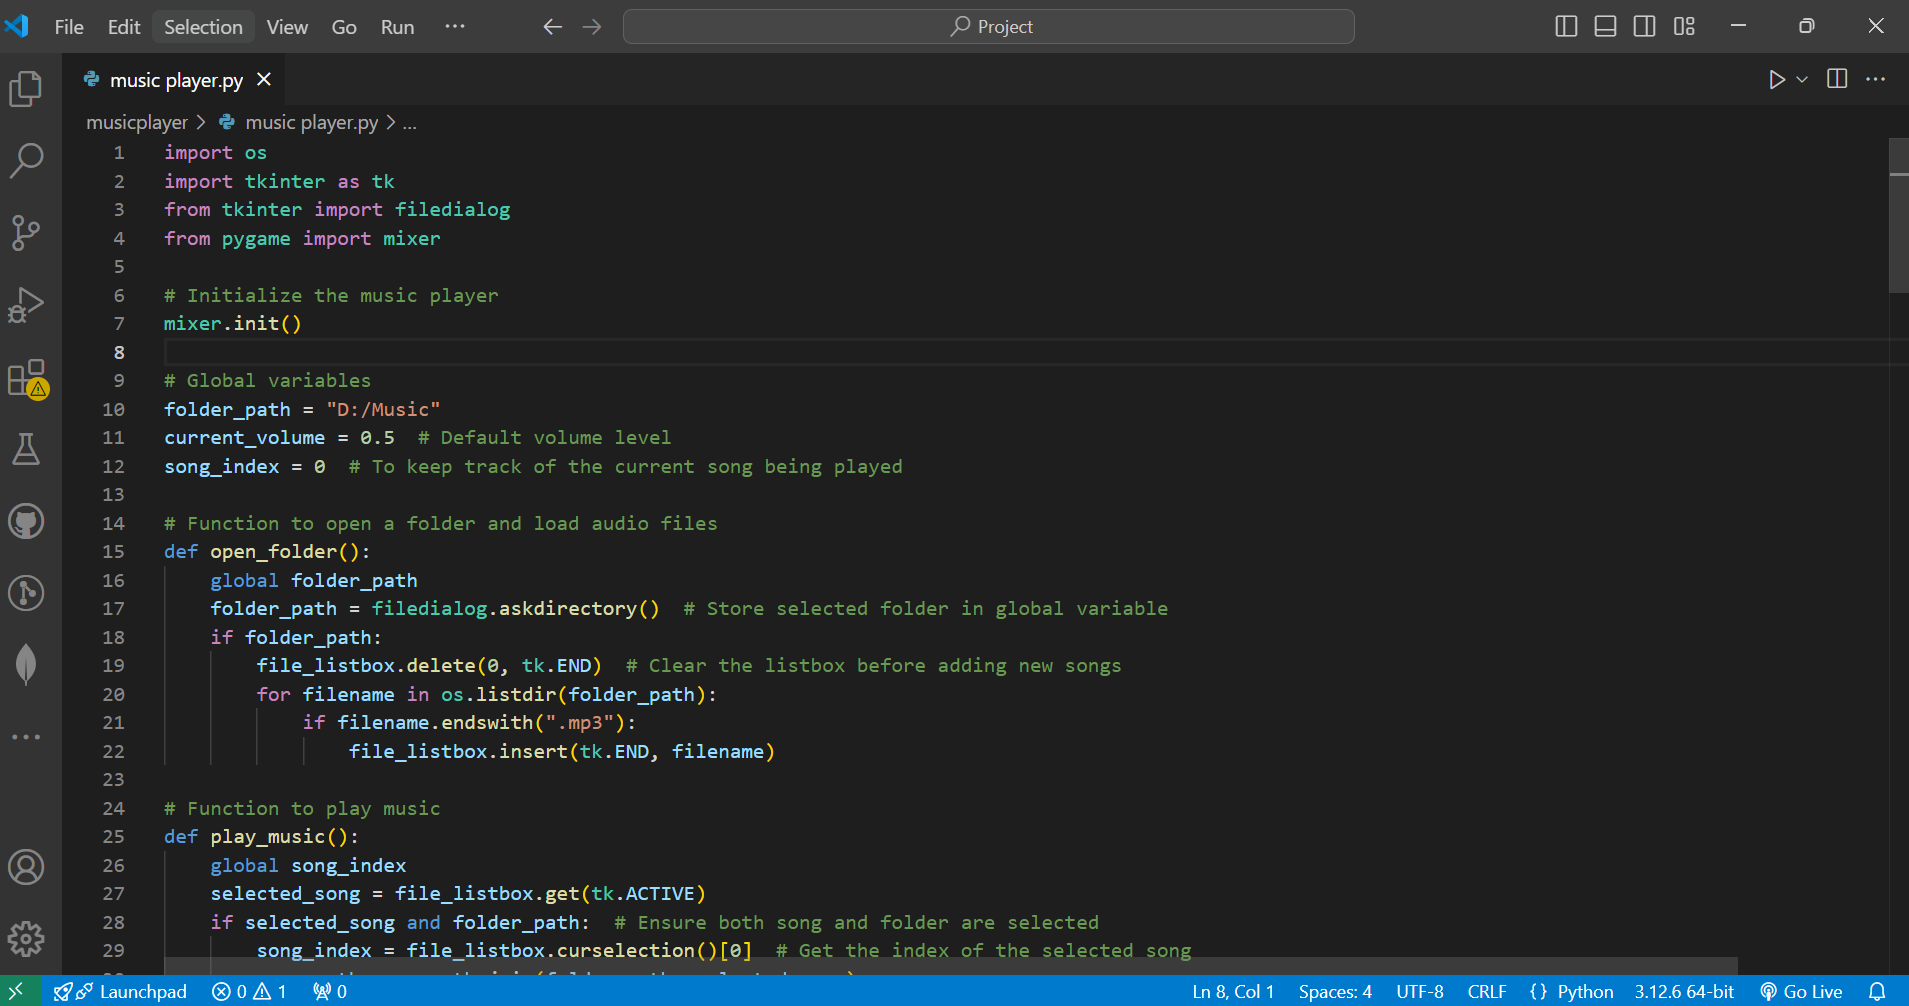 File Edit Selection View Go Run ··· Project
music player.py
musicplayer > music player.py > ...
1 import os
2 import tkinter as tk
3 from tkinter import filedialog
4 from pygame import mixer
5
6 # Initialize the music player
7 mixer.init()
8
9 # Global variables
10 folder_path = "D:/Music"
11 current_volume = 0.5  # Default volume level
12 song_index = 0  # To keep track of the current song being played
13
14 # Function to open a folder and load audio files
15 def open_folder():
16     global folder_path
17     folder_path = filedialog.askdirectory()  # Store selected folder in global variable
18     if folder_path:
19         file_listbox.delete(0, tk.END)  # Clear the listbox before adding new songs
20         for filename in os.listdir(folder_path):
21             if filename.endswith(".mp3"):
22                 file_listbox.insert(tk.END, filename)
23
24 # Function to play music
25 def play_music():
26     global song_index
27     selected_song = file_listbox.get(tk.ACTIVE)
28     if selected_song and folder_path:  # Ensure both song and folder are selected
29         song_index = file_listbox.curselection()[0]  # Get the index of the selected song
Launchpad 0 1 0 Ln 8, Col 1 Spaces: 4 UTF-8 CRLF {} Python 3.12.6 64-bit Go Live